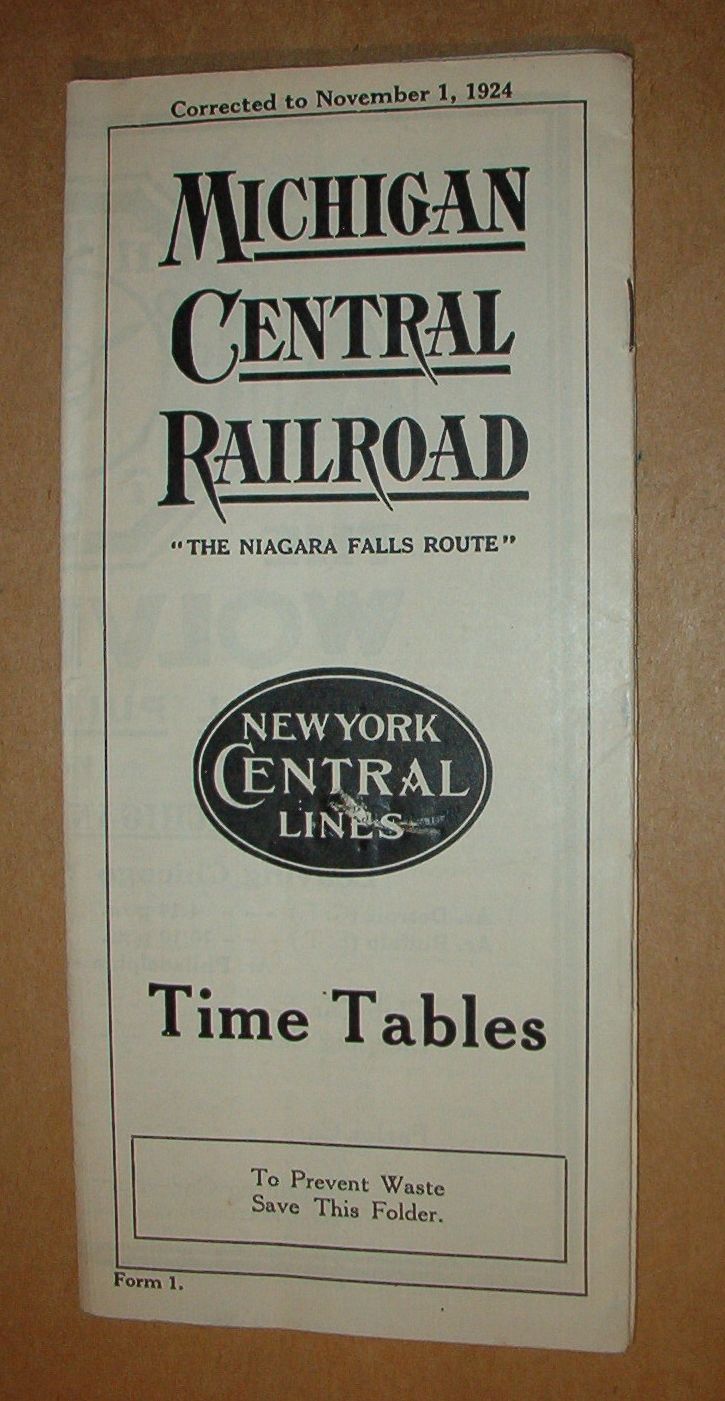 Corrected to November 1, 1924
MICHIGAN
CENTRAL
RAILROAD
"THE NIAGARA FALLS ROUTE"
NEW YORK
CENTRAL
LINES
Time Tables
To Prevent Waste
Save This Folder.
Form 1.